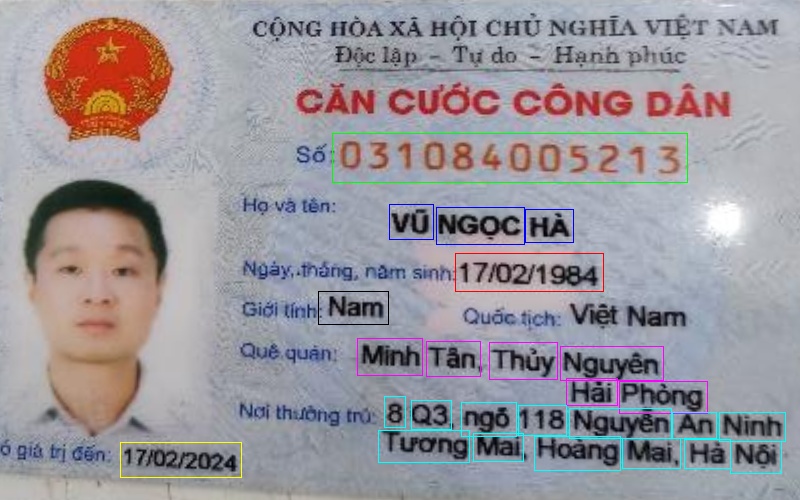 CỘNG HÒA XÃ HỘI CHỦ NGHĨA VIỆT NAM
Độc lập - Tự do - Hạnh phúc
CĂN CƯỚC CÔNG DÂN
Số: 031084005213
Họ và tên:
VŨ NGỌC HÀ
Ngày, tháng, năm sinh: 17/02/1984
Giới tính: Nam Quốc tịch: Việt Nam
Quê quán: Minh Tân, Thủy Nguyên
Hải Phòng
Nơi thường trú: 8 Q3, ngõ 118 Nguyễn An Ninh
Tương Mai, Hoàng Mai, Hà Nội
ó giá trị đến: 17/02/2024